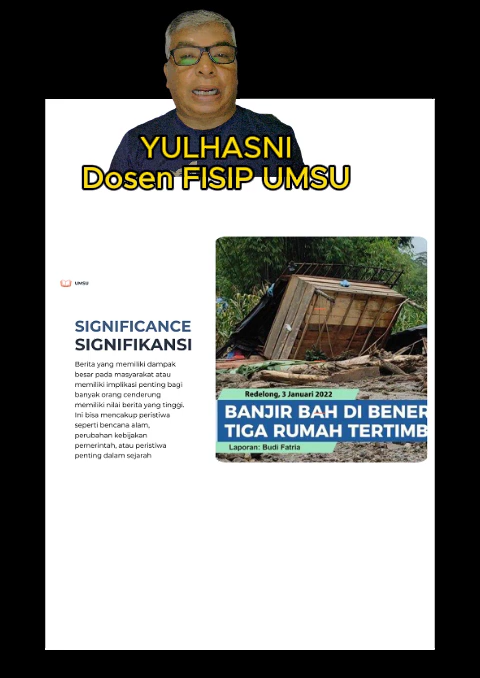 YULHASNI
Dosen FISIP UMSU
UMSU
SIGNIFICANCE
SIGNIFIKANSI
Berita yang memiliki dampak
besar pada masyarakat atau
memiliki implikasi penting bagi
banyak orang cenderung
memiliki nilai berita yang tinggi.
Ini bisa mencakup peristiwa
seperti bencana alam,
perubahan kebijakan
pemerintah, atau peristiwa
penting dalam sejarah
Redelong, 3 Januari 2022
BANJIR BAH DI BENER
TIGA RUMAH TERTIMB
Laporan: Budi Fatria